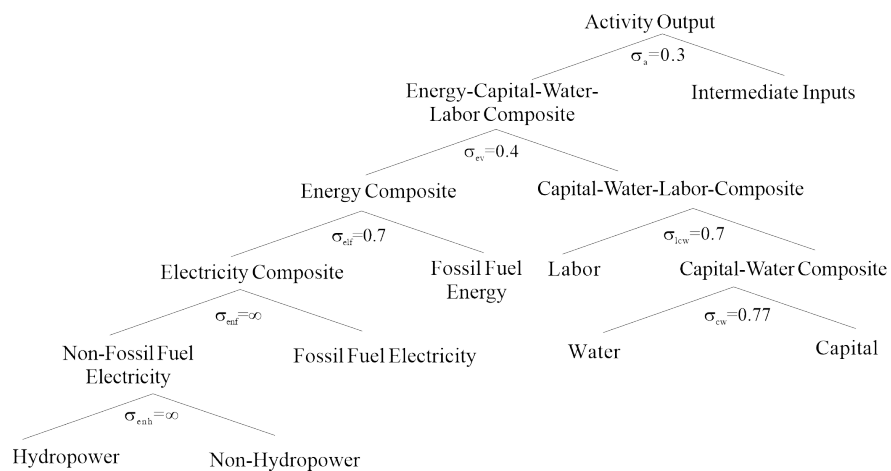 Activity Output
σa=0.3
Energy-Capital-Water-
Labor Composite
Intermediate Inputs
σev=0.4
Energy Composite
Capital-Water-Labor-Composite
σelf=0.7
σlcw=0.7
Electricity Composite
Fossil Fuel
Energy
Labor
Capital-Water Composite
σenf=∞
σcw=0.77
Non-Fossil Fuel
Electricity
Fossil Fuel Electricity
Water
Capital
σenh=∞
Hydropower
Non-Hydropower